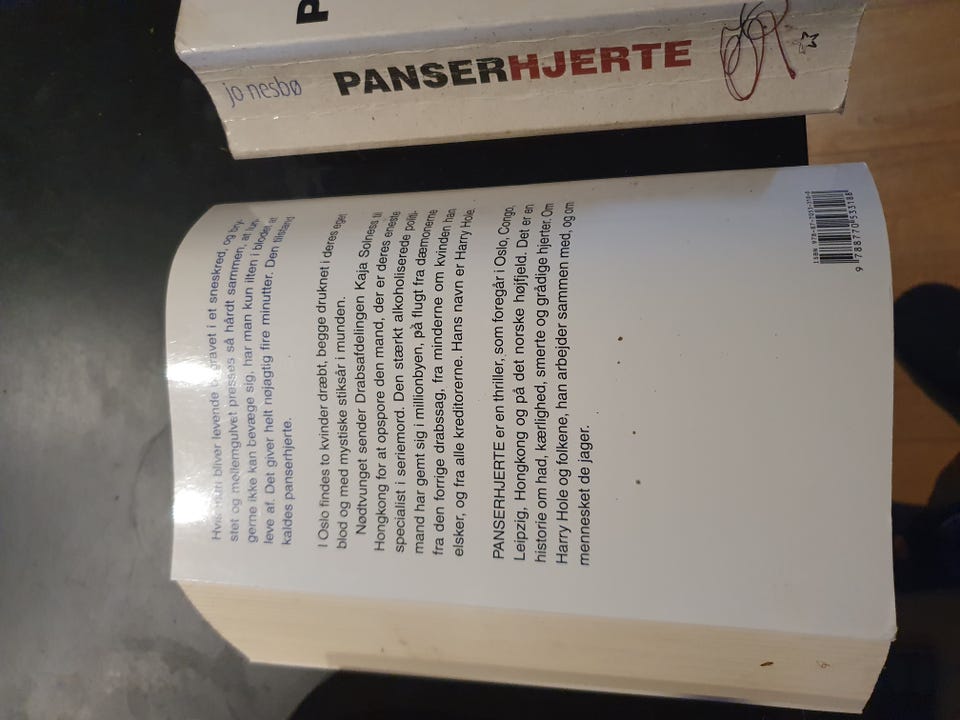 P
jo nesbø
PANSERHJERTE
Hvis man bliver levende begravet i et sneskred, og bry-
stet og mellemgulvet presses så hårdt sammen, at lun-
gerne ikke kan bevæge sig, har man kun ilten i blodet at
leve af. Det giver helt nøjagtig fire minutter. Den tilstand
kaldes panserhjerte.
I Oslo findes to kvinder dræbt, begge druknet i deres eget
blod og med mystiske stiksår i munden.
Nødtvunget sender Drabsafdelingen Kaja Solness til
Hongkong for at opspore den mand, der er deres eneste
specialist i seriemord. Den stærkt alkoholiserede politi-
mand har gemt sig i millionbyen, på flugt fra dæmonerne
fra den forrige drabssag, fra minderne om kvinden han
elsker, og fra alle kreditorerne. Hans navn er Harry Hole.
PANSERHJERTE er en thriller, som foregår i Oslo, Congo,
Leipzig, Hongkong og på det norske højfjeld. Det er en
historie om had, kærlighed, smerte og grådige hjerter. Om
Harry Hole og folkene, han arbejder sammen med, og om
mennesket de jager.
9 788770 533188